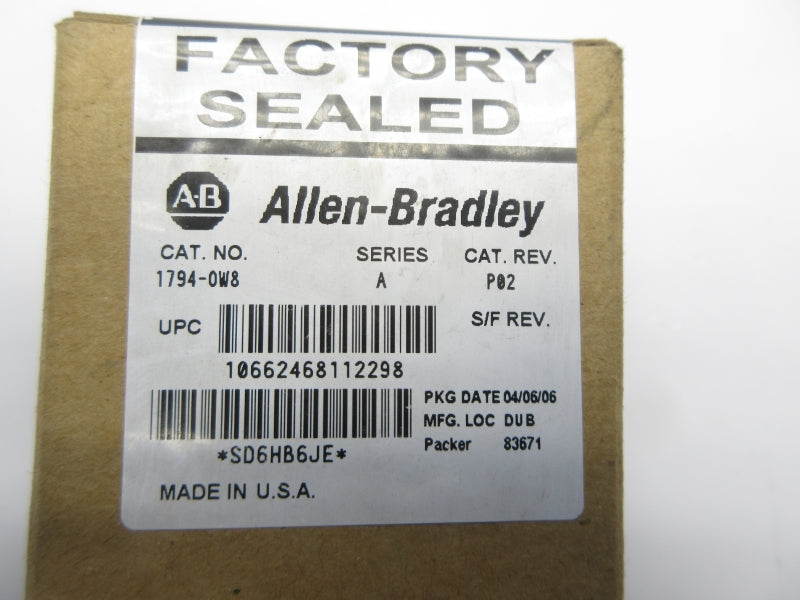 FACTORY
SEALED
A-B Allen-Bradley
CAT. NO. SERIES CAT. REV.
1794-OW8 A P02
UPC S/F REV.
10662468112298
PKG DATE 04/06/06
MFG. LOC DUB
Packer 83671
*SD6HB6JE*
MADE IN U.S.A.